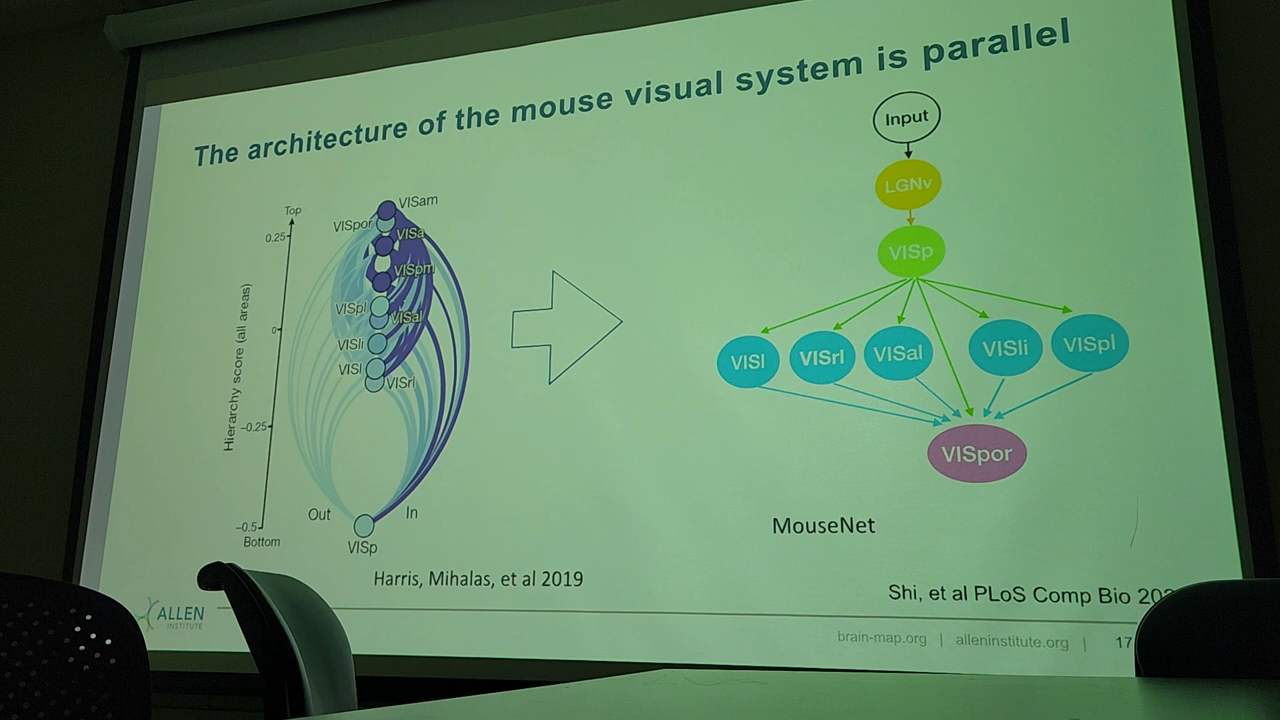 The architecture of the mouse visual system is parallel
Top
0.25
0
−0.25
−0.5
Bottom
Hierarchy score (all areas)
VISam
VISpor
VISa
VISpm
VISpl
VISal
VISli
VISl
VISrl
Out
In
VISp
Harris, Mihalas, et al 2019
Input
LGNv
VISp
VISl
VISrl
VISal
VISli
VISpl
VISpor
MouseNet
Shi, et al PLoS Comp Bio
ALLEN
INSTITUTE
brain-map.org | alleninstitute.org | 17